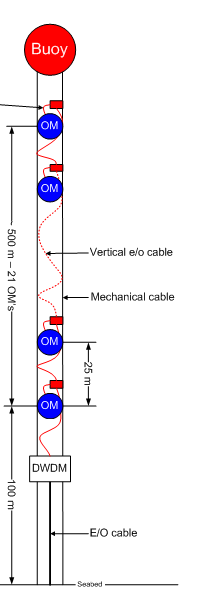 Buoy
OM
OM
Vertical e/o cable
500 m – 21 OM's
Mechanical cable
OM
25 m
OM
DWDM
100 m
E/O cable
Seabed